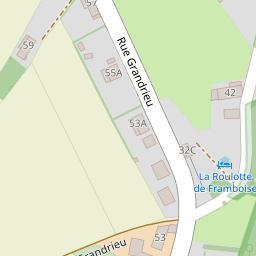 57
59
55A
Rue Grandrieu
42
53A
32C
La Roulotte
de Framboise
53
Grandrieu